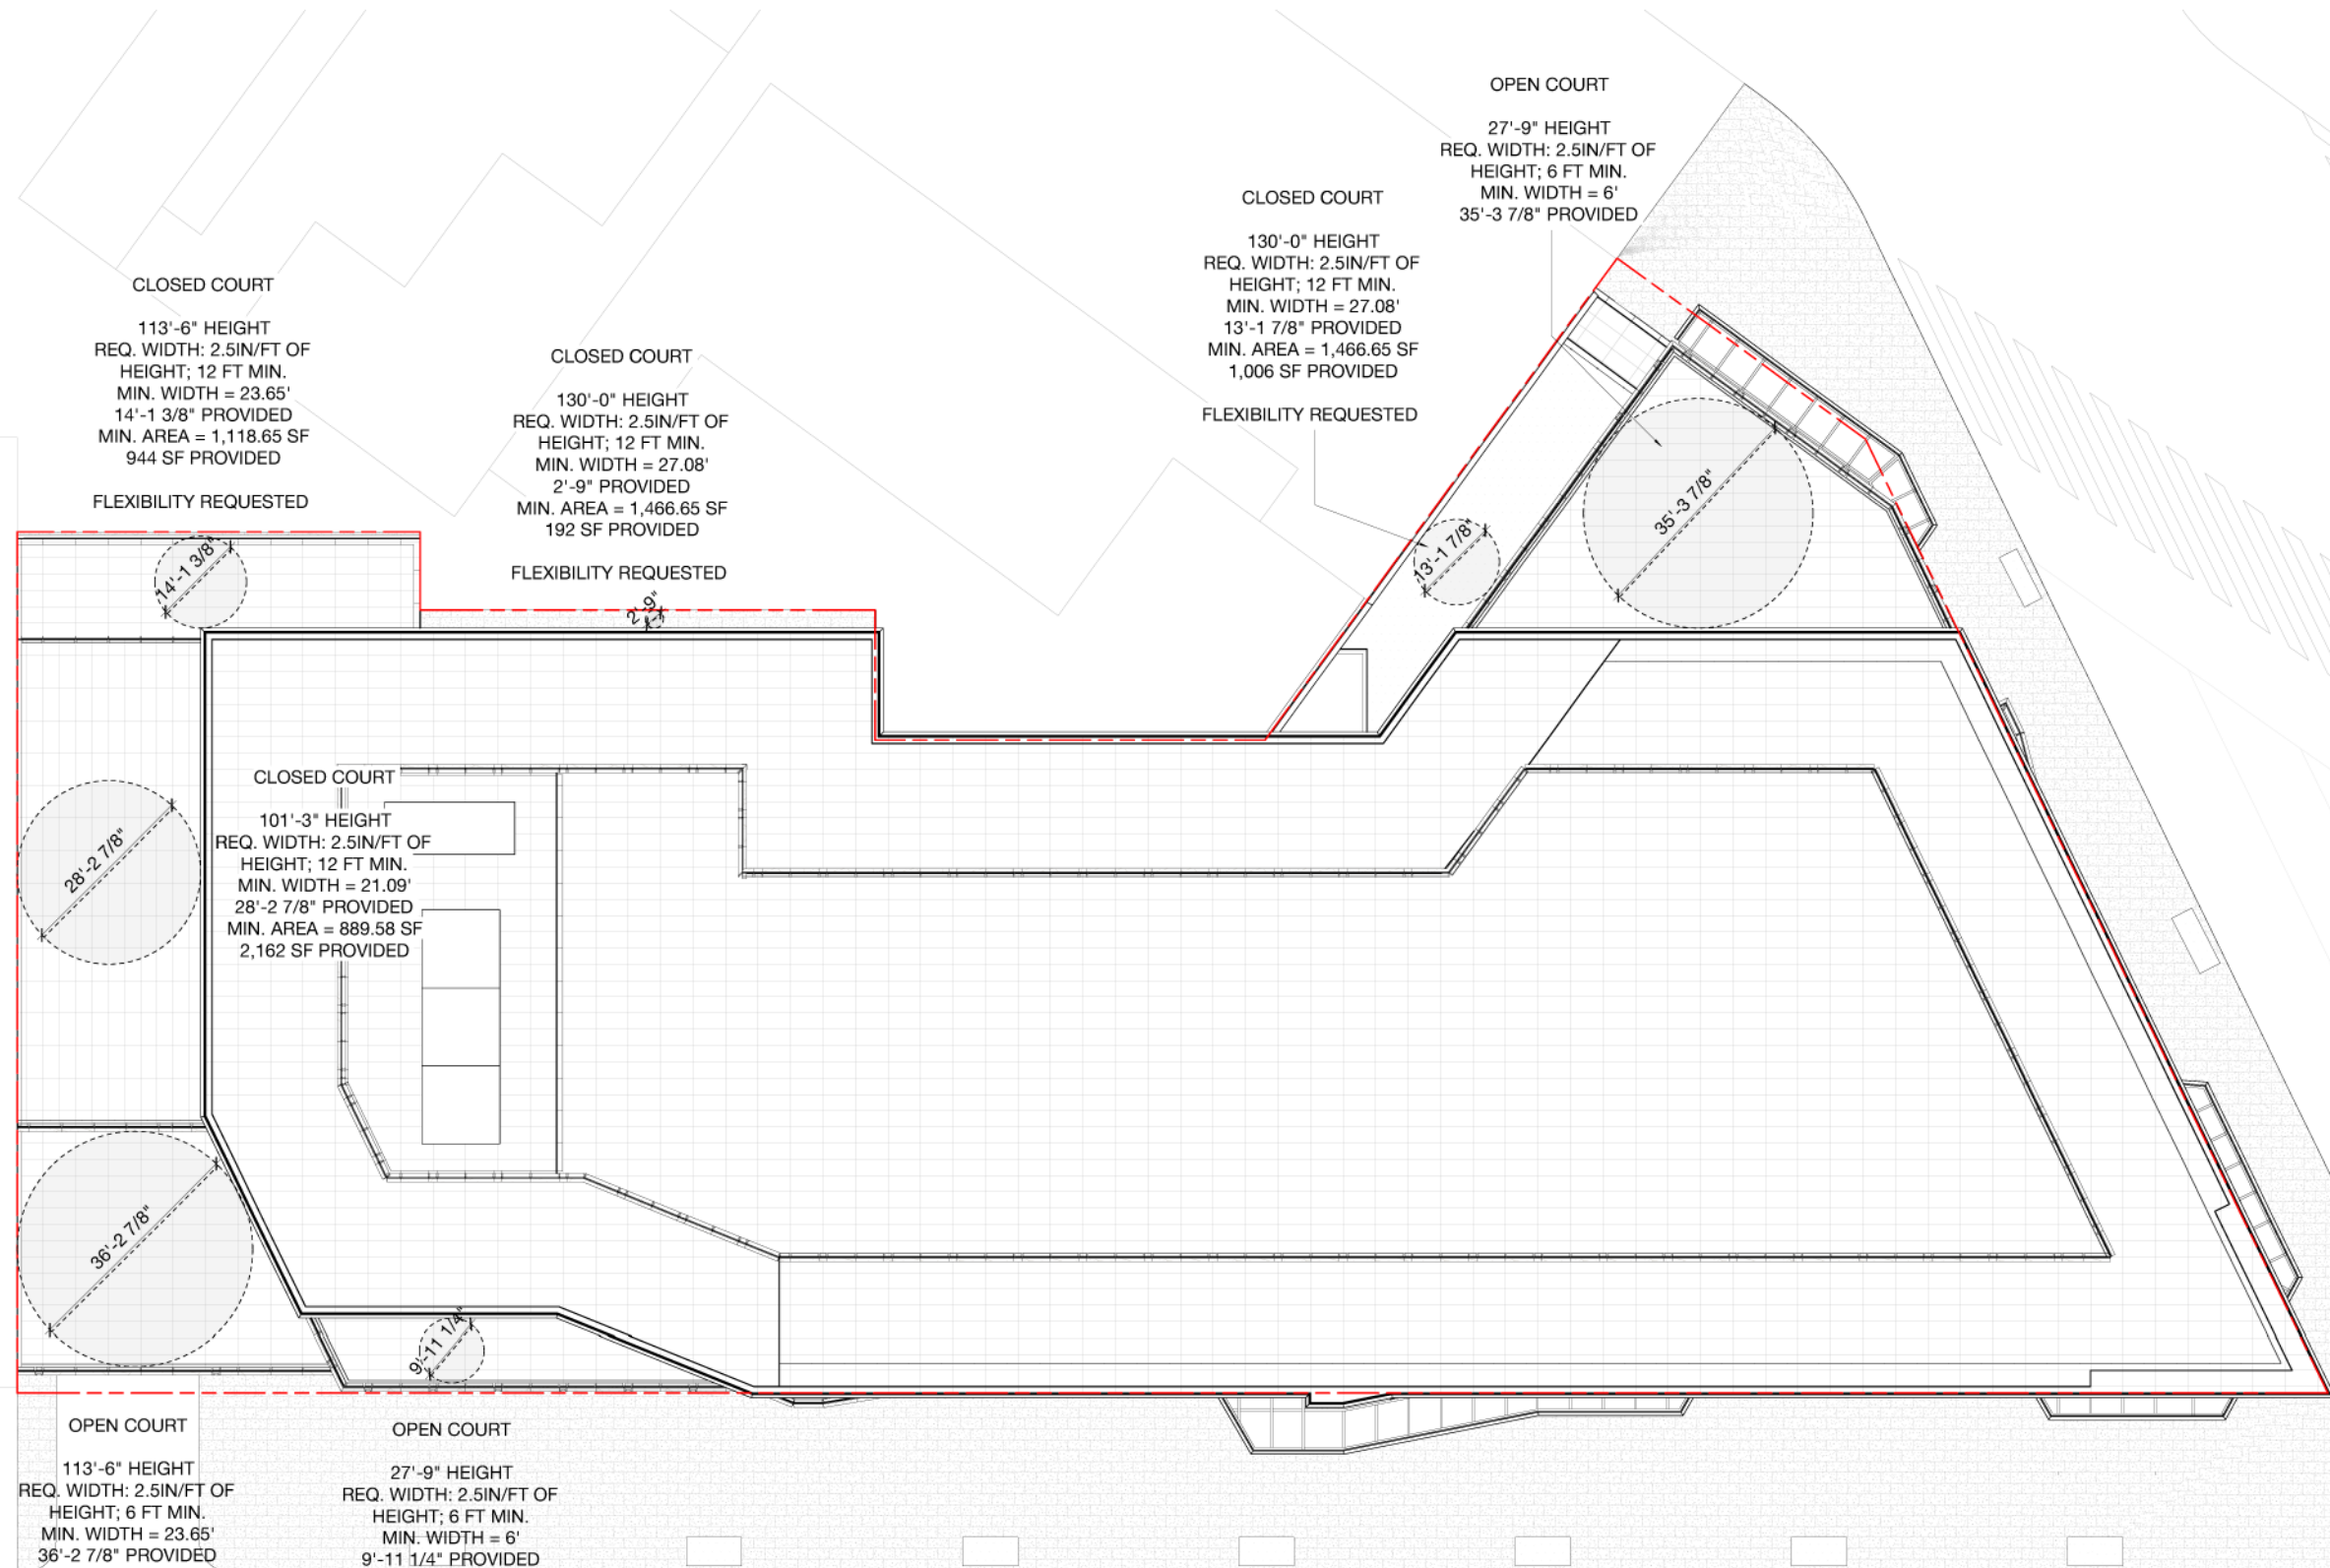 OPEN COURT
27'-9" HEIGHT
REQ. WIDTH: 2.5IN/FT OF
HEIGHT; 6 FT MIN.
MIN. WIDTH = 6'
35'-3 7/8" PROVIDED
CLOSED COURT
130'-0" HEIGHT
REQ. WIDTH: 2.5IN/FT OF
HEIGHT; 12 FT MIN.
MIN. WIDTH = 27.08'
13'-1 7/8" PROVIDED
MIN. AREA = 1,466.65 SF
1,006 SF PROVIDED
FLEXIBILITY REQUESTED
CLOSED COURT
113'-6" HEIGHT
REQ. WIDTH: 2.5IN/FT OF
HEIGHT; 12 FT MIN.
MIN. WIDTH = 23.65'
14'-1 3/8" PROVIDED
MIN. AREA = 1,118.65 SF
944 SF PROVIDED
FLEXIBILITY REQUESTED
CLOSED COURT
130'-0" HEIGHT
REQ. WIDTH: 2.5IN/FT OF
HEIGHT; 12 FT MIN.
MIN. WIDTH = 27.08'
2'-9" PROVIDED
MIN. AREA = 1,466.65 SF
192 SF PROVIDED
FLEXIBILITY REQUESTED
14'-1 3/8"
2'-9"
13'-1 7/8"
35'-3 7/8"
CLOSED COURT
101'-3" HEIGHT
REQ. WIDTH: 2.5IN/FT OF
HEIGHT; 12 FT MIN.
MIN. WIDTH = 21.09'
28'-2 7/8" PROVIDED
MIN. AREA = 889.58 SF
2,162 SF PROVIDED
28'-2 7/8"
36'-2 7/8"
9'-11 1/4"
OPEN COURT
113'-6" HEIGHT
REQ. WIDTH: 2.5IN/FT OF
HEIGHT; 6 FT MIN.
MIN. WIDTH = 23.65'
36'-2 7/8" PROVIDED
OPEN COURT
27'-9" HEIGHT
REQ. WIDTH: 2.5IN/FT OF
HEIGHT; 6 FT MIN.
MIN. WIDTH = 6'
9'-11 1/4" PROVIDED